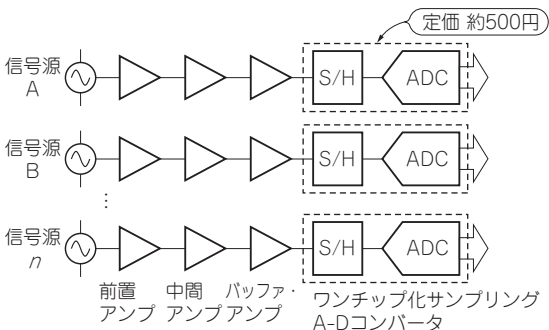 定価 約500円
信号源
A
S/H
ADC
信号源
B
S/H
ADC
信号源
n
S/H
ADC
前置
アンプ
中間
アンプ
バッファ・
アンプ
ワンチップ化サンプリング
A-Dコンバータ